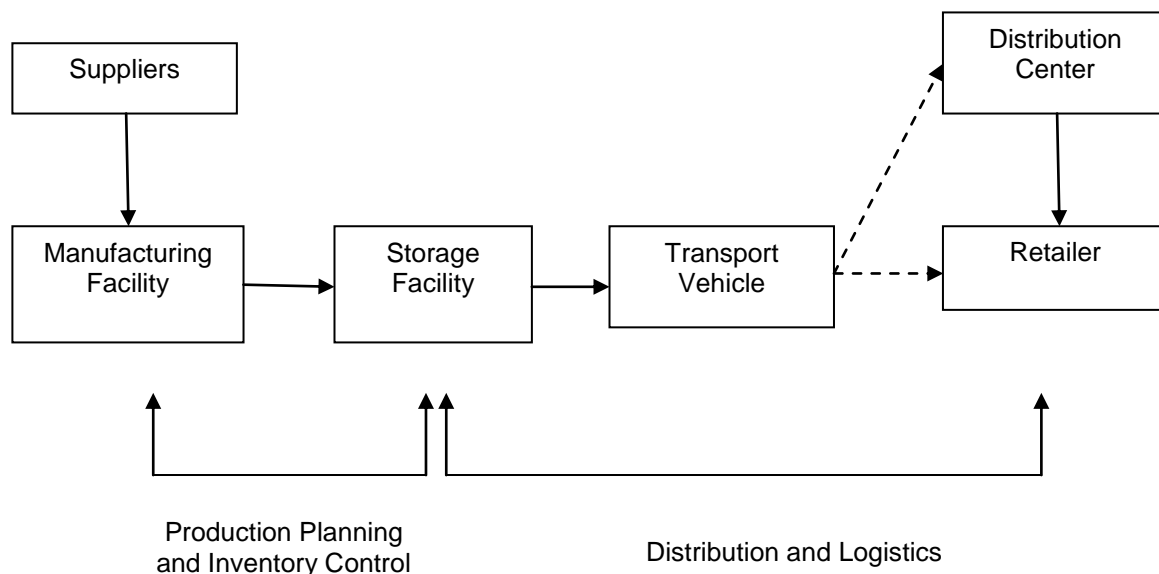 Suppliers
Distribution
Center
Manufacturing
Facility
Storage
Facility
Transport
Vehicle
Retailer
Production Planning
and Inventory Control
Distribution and Logistics